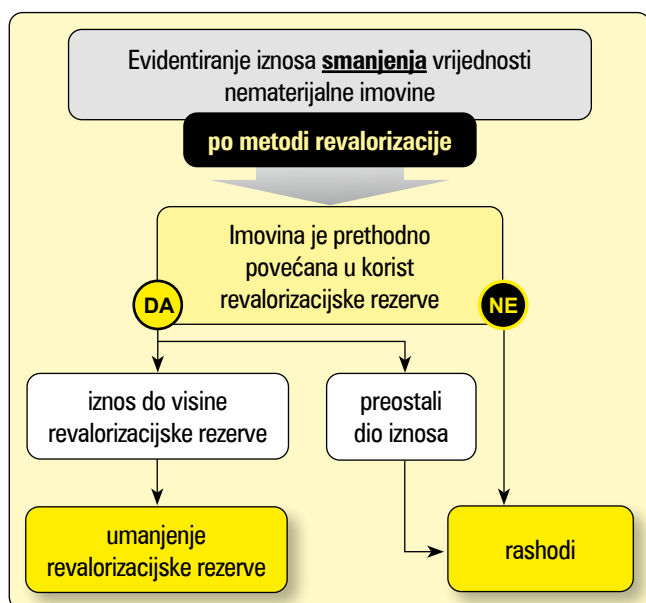 Evidentiranje iznosa smanjenja vrijednosti
nematerijalne imovine
po metodi revalorizacije
Imovina je prethodno
povećana u korist
revalorizacijske rezerve
DA
NE
iznos do visine
revalorizacijske rezerve
preostali
dio iznosa
umanjenje
revalorizacijske rezerve
rashodi